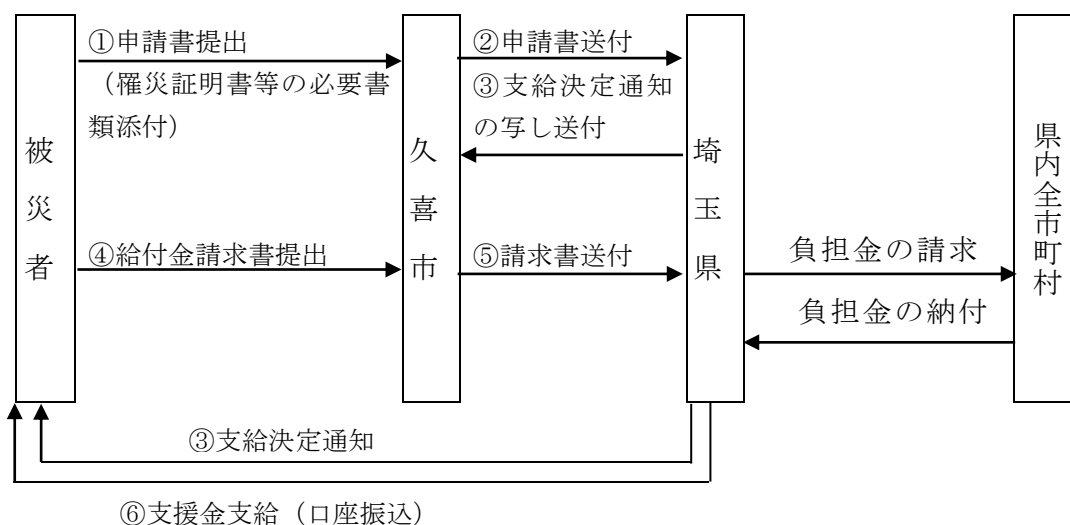 ①申請書提出
（罹災証明書等の必要書
類添付）
②申請書送付
③支給決定通知
の写し送付
被災者
久喜市
埼玉県
県内全市町村
④給付金請求書提出
⑤請求書送付
負担金の請求
負担金の納付
③支給決定通知
⑥支援金支給（口座振込）